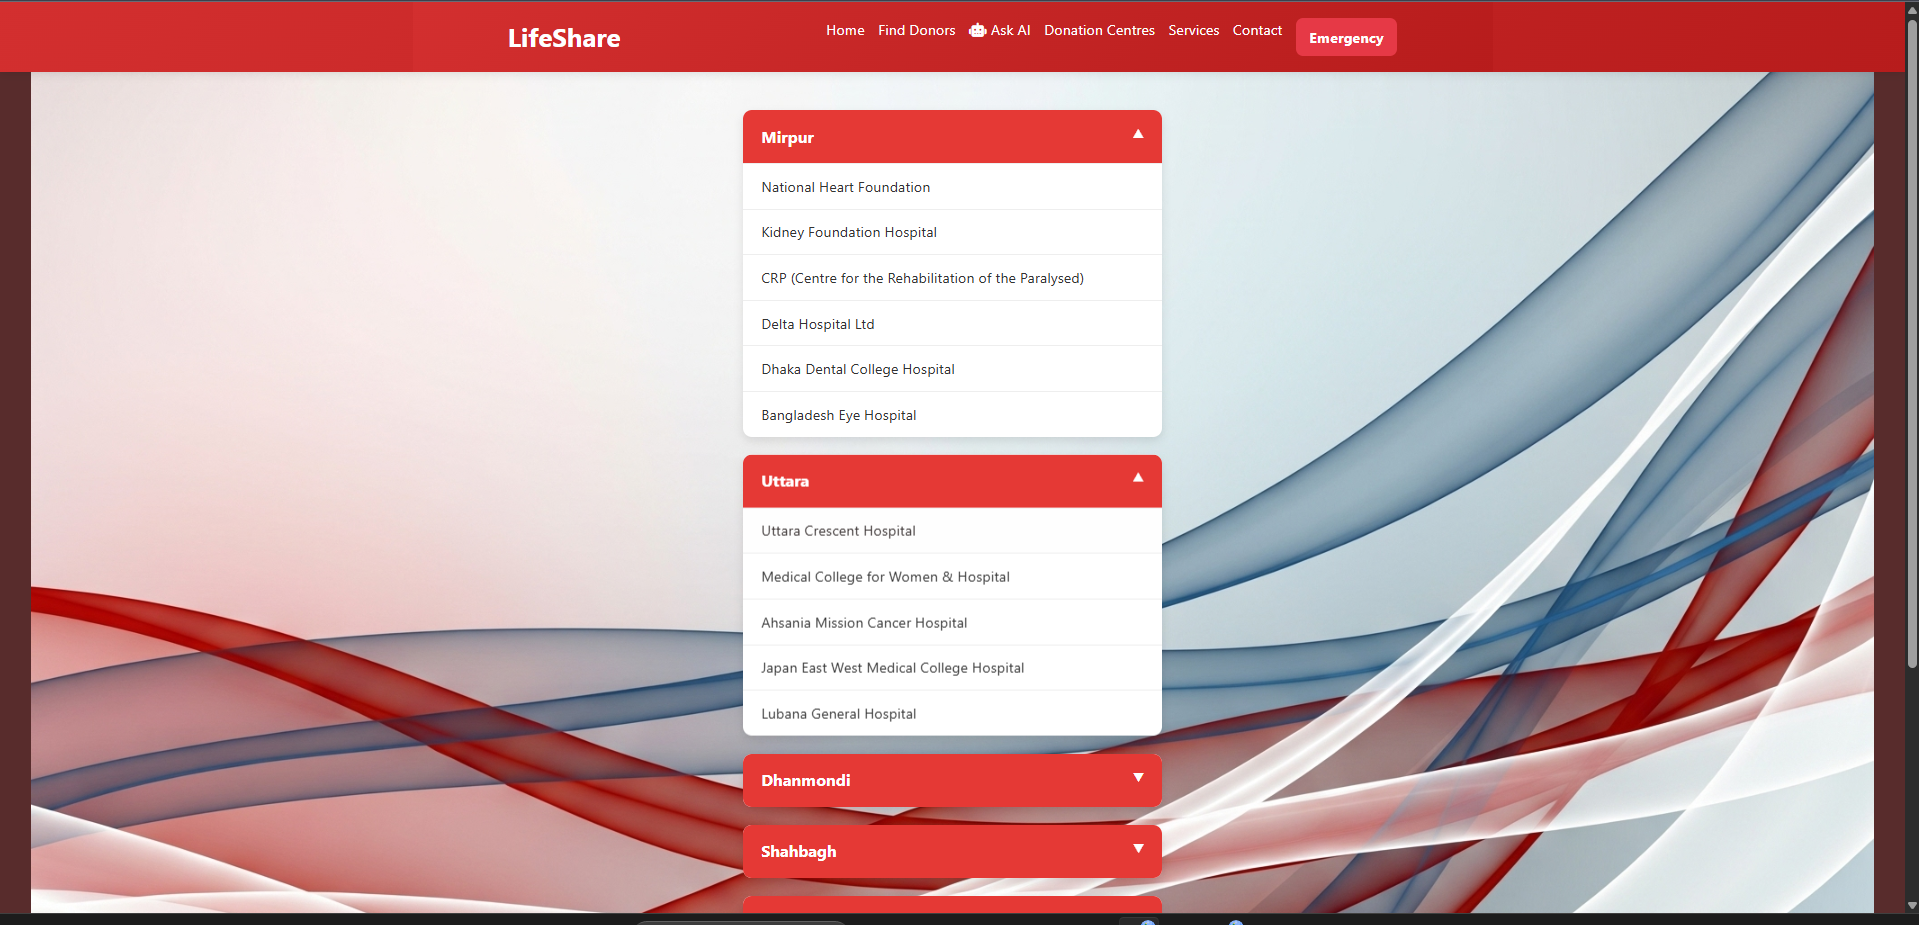 LifeShare
Home Find Donors Ask AI Donation Centres Services Contact Emergency
Mirpur ▲
National Heart Foundation
Kidney Foundation Hospital
CRP (Centre for the Rehabilitation of the Paralysed)
Delta Hospital Ltd
Dhaka Dental College Hospital
Bangladesh Eye Hospital
Uttara ▲
Uttara Crescent Hospital
Medical College for Women & Hospital
Ahsania Mission Cancer Hospital
Japan East West Medical College Hospital
Lubana General Hospital
Dhanmondi ▼
Shahbagh ▼